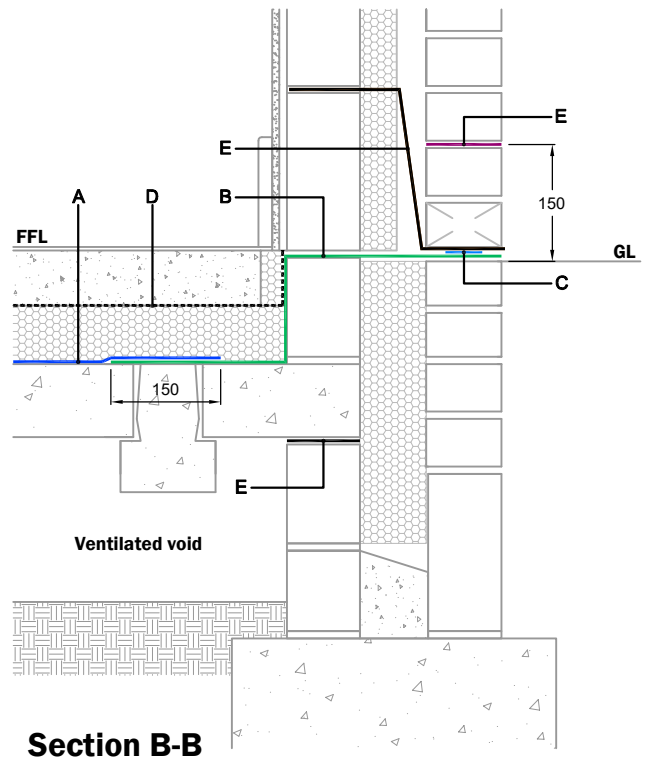 E
E
A D B
150
FFL
GL
C
150
E
Ventilated void
Section B-B